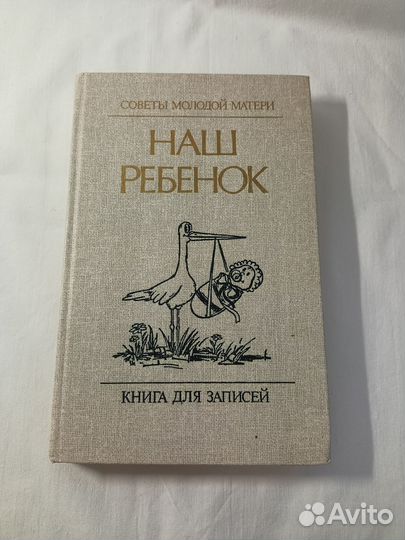 СОВЕТЫ МОЛОДОЙ МАТЕРИ
НАШ
РЕБЕНОК
КНИГА ДЛЯ ЗАПИСЕЙ
Avito